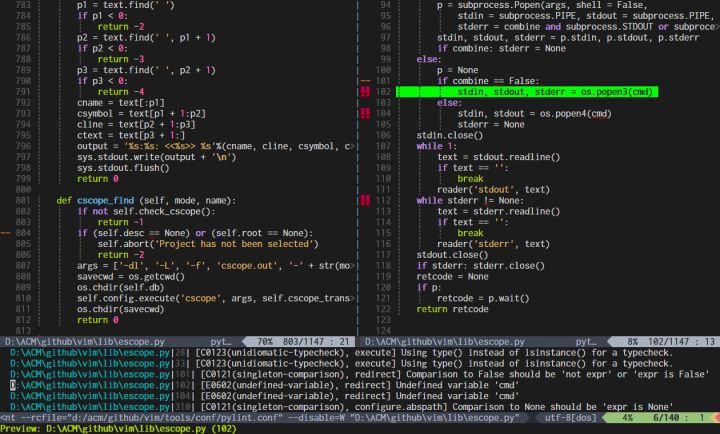 783 p1 = text.find(' ')
784 if p1 < 0:
785 return -2
786 p2 = text.find(' ', p1 + 1)
787 if p2 < 0:
788 return -3
789 p3 = text.find(' ', p2 + 1)
790 if p3 < 0:
791 return -4
792 cname = text[:p1]
793 csymbol = text[p1 + 1:p2]
794 cline = text[p2 + 1:p3]
795 ctext = text[p3 + 1:]
796 output = '%s:%s: <<%s>> %s'%(cname, cline, csymbol, c>
797 sys.stdout.write(output + '\n')
798 sys.stdout.flush()
799 return 0
800
801 def cscope_find (self, mode, name):
802 if not self.check_cscope():
803 return -1
-- 804 if (self.desc == None) or (self.root == None):
805 self.abort('Project has not been selected')
806 return -2
807 args = ['-dl', '-L', '-f', 'cscope.out', '-' + str(mo>
808 savecwd = os.getcwd()
809 os.chdir(self.db)
810 self.config.execute('cscope', args, self.cscope_trans>
811 os.chdir(savecwd)
812 return 0
813
D:\ACM\github\vim\lib\escope.py pyt… 70% 803/1147 : 21
94 p = subprocess.Popen(args, shell = False,
95 stdin = subprocess.PIPE, stdout = subprocess.PIPE,
96 stderr = combine and subprocess.STDOUT or subproce>
97 stdin, stdout, stderr = p.stdin, p.stdout, p.stderr
98 if combine: stderr = None
99 else:
100 p = None
-- 101 if combine == False:
!! 102 stdin, stdout, stderr = os.popen3(cmd)
103 else:
!! 104 stdin, stdout = os.popen4(cmd)
105 stderr = None
106 stdin.close()
107 while 1:
108 text = stdout.readline()
109 if text == '':
110 break
111 reader('stdout', text)
!! 112 while stderr != None:
113 text = stderr.readline()
114 if text == '':
115 break
116 reader('stderr', text)
117 stdout.close()
118 if stderr: stderr.close()
119 retcode = None
120 if p:
121 retcode = p.wait()
122 return retcode
123
124
D:\ACM\github\vim\lib\escope.py pyt… 8% 102/1147 : 13
D:\ACM\github\vim\lib\escope.py|28| [C0123(unidiomatic-typecheck), execute] Using type() instead of isinstance() for a typecheck.
D:\ACM\github\vim\lib\escope.py|33| [C0123(unidiomatic-typecheck), execute] Using type() instead of isinstance() for a typecheck.
D:\ACM\github\vim\lib\escope.py|101| [C0121(singleton-comparison), redirect] Comparison to False should be 'not expr' or 'expr is False'
D:\ACM\github\vim\lib\escope.py|102| [E0602(undefined-variable), redirect] Undefined variable 'cmd'
D:\ACM\github\vim\lib\escope.py|104| [E0602(undefined-variable), redirect] Undefined variable 'cmd'
D:\ACM\github\vim\lib\escope.py|310| [C0121(singleton-comparison), configure.abspath] Comparison to None should be 'expr is None'
<nt --rcfile="d:/acm/github/vim/tools/conf/pylint.conf" --disable=W "D:\ACM\github\vim\lib\escope.py" utf-8[dos] 4% 6/140 : 1
Preview: D:\ACM\github\vim\lib\escope.py (102)